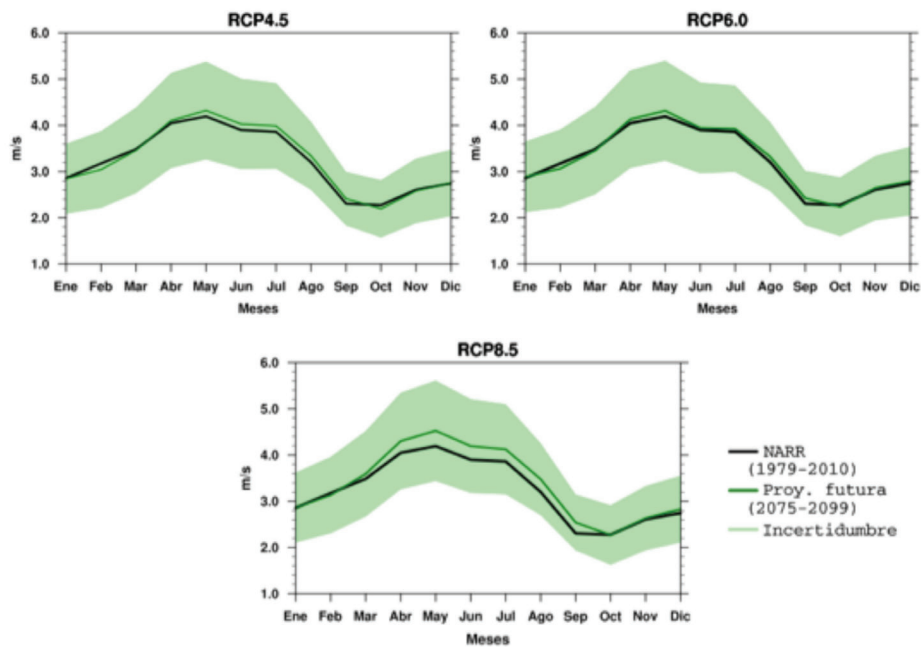 RCP4.5
6.0
5.0
4.0
3.0
2.0
1.0
m/s
Ene Feb Mar Abr May Jun Jul Ago Sep Oct Nov Dic
Meses
RCP6.0
6.0
5.0
4.0
3.0
2.0
1.0
m/s
Ene Feb Mar Abr May Jun Jul Ago Sep Oct Nov Dic
Meses
RCP8.5
6.0
5.0
4.0
3.0
2.0
1.0
m/s
Ene Feb Mar Abr May Jun Jul Ago Sep Oct Nov Dic
Meses
NARR
(1979-2010)
Proy. futura
(2075-2099)
Incertidumbre